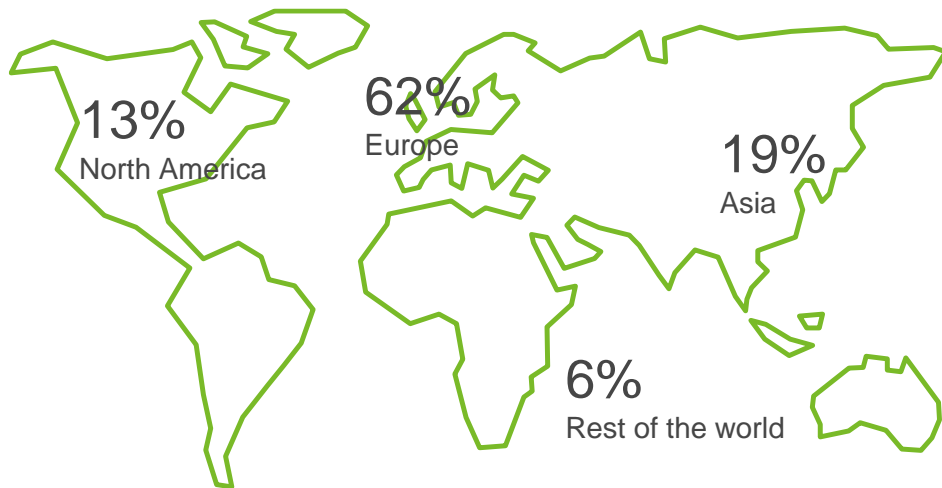 62%
Europe
13%
North America
19%
Asia
6%
Rest of the world